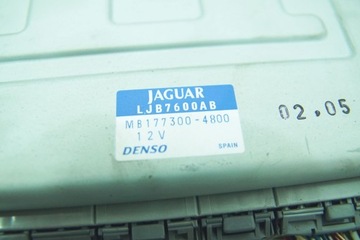 JAGUAR
LJB7600AB
M8177300-4800
12V
DENSO SPAIN
02.05